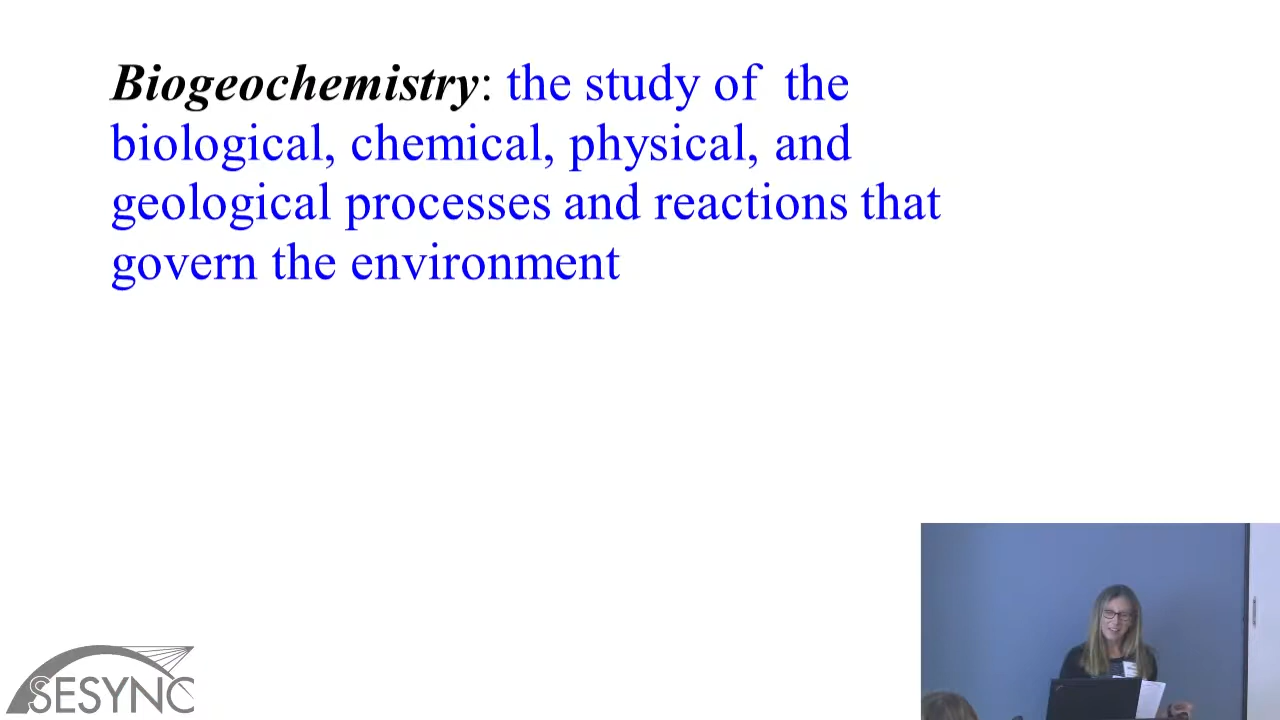 Biogeochemistry: the study of the
biological, chemical, physical, and
geological processes and reactions that
govern the environment
SESYNC